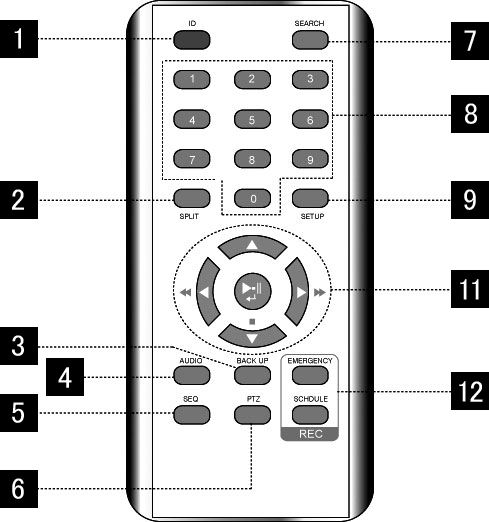 ID SEARCH
1 7
1 2 3
4 5 6 8
7 8 9
2 0 9
SPLIT SETUP
11
3
AUDIO BACK UP EMERGENCY
4 12
SEQ PTZ SCHDULE
5
REC
6